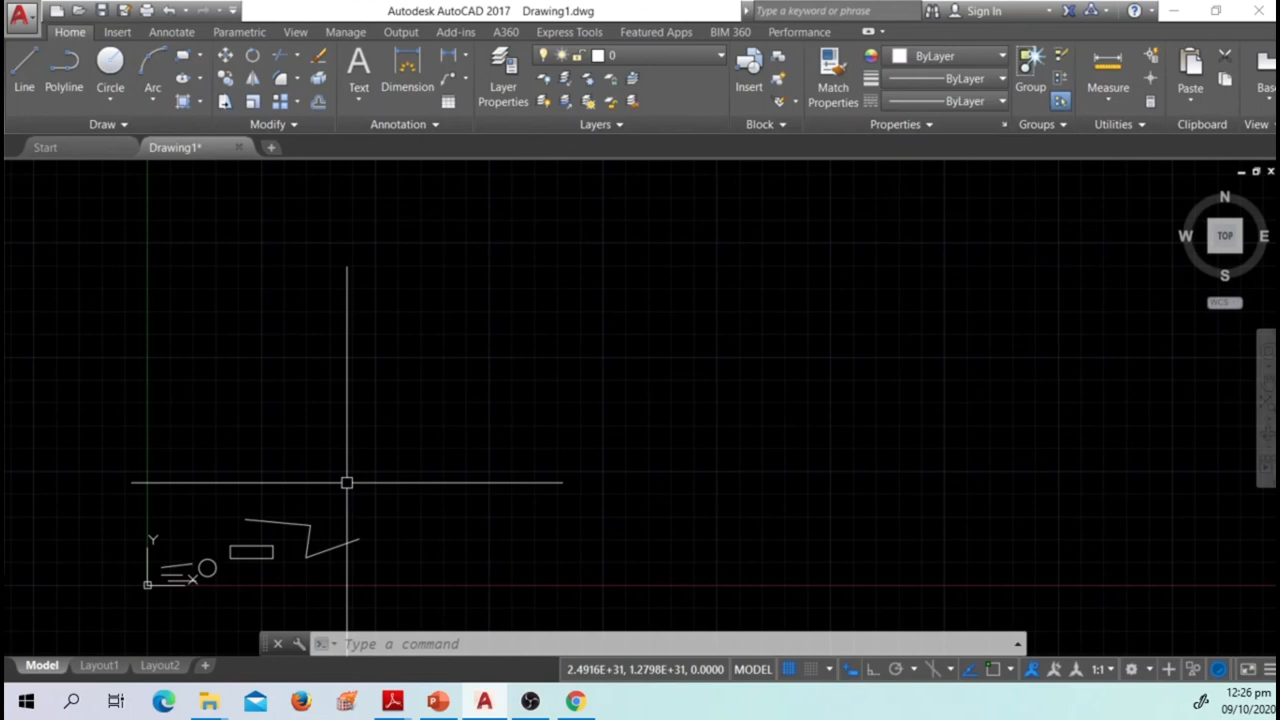 Autodesk AutoCAD 2017 Drawing1.dwg
Type a keyword or phrase
Sign In
Home Insert Annotate Parametric View Manage Output Add-ins A360 Express Tools Featured Apps BIM 360 Performance
0
ByLayer
ByLayer
ByLayer
Line Polyline Circle Arc
Text Dimension
Layer Properties
Insert
Match Properties
Group
Measure
Paste
Draw Modify Annotation Layers Block Properties Groups Utilities Clipboard View
Start Drawing1*
N
W TOP E
S
WCS
Y
X
Type a command
Model Layout1 Layout2
2.4916E+31, 1.2798E+31, 0.0000 MODEL 1:1
12:26 pm
09/10/2020